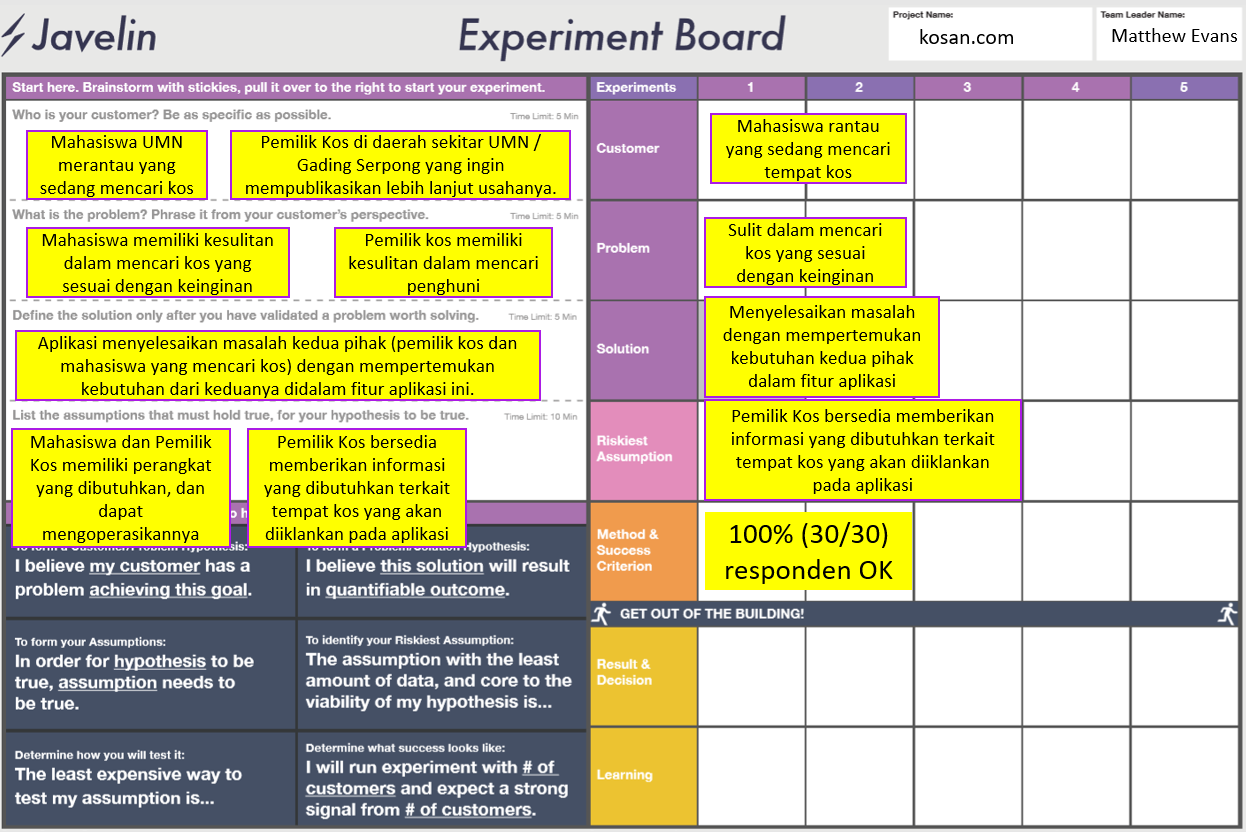 Javelin
Experiment Board
Project Name:
kosan.com
Team Leader Name:
Matthew Evans
Start here. Brainstorm with stickies, pull it over to the right to start your experiment.
Who is your customer? Be as specific as possible.
Time Limit: 5 Min
Mahasiswa UMN
merantau yang
sedang mencari kos
Pemilik Kos di daerah sekitar UMN /
Gading Serpong yang ingin
mempublikasikan lebih lanjut usahanya.
What is the problem? Phrase it from your customer's perspective.
Time Limit: 5 Min
Mahasiswa memiliki kesulitan
dalam mencari kos yang
sesuai dengan keinginan
Pemilik kos memiliki
kesulitan dalam mencari
penghuni
Define the solution only after you have validated a problem worth solving.
Time Limit: 5 Min
Aplikasi menyelesaikan masalah kedua pihak (pemilik kos dan
mahasiswa yang mencari kos) dengan mempertemukan
kebutuhan dari keduanya didalam fitur aplikasi ini.
List the assumptions that must hold true, for your hypothesis to be true.
Time Limit: 10 Min
Mahasiswa dan Pemilik
Kos memiliki perangkat
yang dibutuhkan, dan
dapat
mengoperasikannya
Pemilik Kos bersedia
memberikan informasi
yang dibutuhkan terkait
tempat kos yang akan
diiklankan pada aplikasi
Hypothesis:
I believe my customer has a
problem achieving this goal.
Hypothesis:
I believe this solution will result
in quantifiable outcome.
To form your Assumptions:
In order for hypothesis to be
true, assumption needs to
be true.
To identify your Riskiest Assumption:
The assumption with the least
amount of data, and core to the
viability of my hypothesis is...
Determine how you will test it:
The least expensive way to
test my assumption is...
Determine what success looks like:
I will run experiment with # of
customers and expect a strong
signal from # of customers.
Experiments
1
2
3
4
5
Customer
Mahasiswa rantau
yang sedang mencari
tempat kos
Problem
Sulit dalam mencari
kos yang sesuai
dengan keinginan
Solution
Menyelesaikan masalah
dengan mempertemukan
kebutuhan kedua pihak
dalam fitur aplikasi
Riskiest
Assumption
Pemilik Kos bersedia memberikan
informasi yang dibutuhkan terkait
tempat kos yang akan diiklankan
pada aplikasi
Method &
Success
Criterion
100% (30/30)
responden OK
GET OUT OF THE BUILDING!
Result &
Decision
Learning